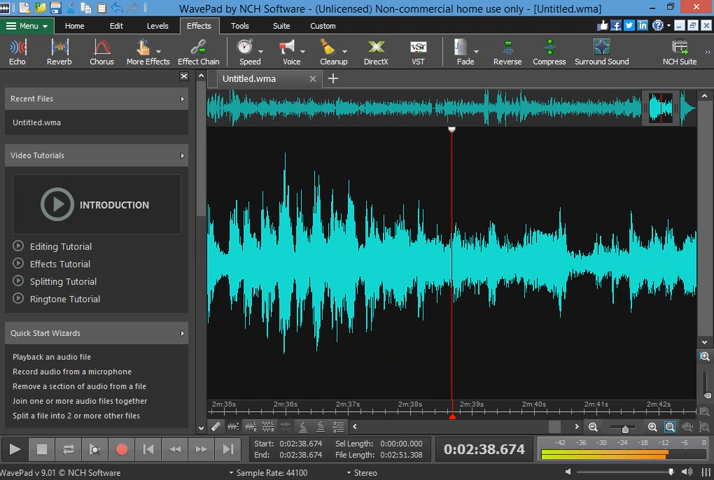 WavePad by NCH Software - (Unlicensed) Non-commercial home use only - [Untitled.wma]
Menu Home Edit Levels Effects Tools Suite Custom
Echo Reverb Chorus More Effects Effect Chain Speed Voice Cleanup DirectX VST Fade Reverse Compress Surround Sound NCH Suite
Untitled.wma
Recent Files
Untitled.wma
Video Tutorials
INTRODUCTION
Editing Tutorial
Effects Tutorial
Splitting Tutorial
Ringtone Tutorial
Quick Start Wizards
Playback an audio file
Record audio from a microphone
Remove a section of audio from a file
Join one or more audio files together
Split a file into 2 or more other files
2m:35s 2m:36s 2m:37s 2m:38s 2m:39s 2m:40s 2m:41s 2m:42s
Start: 0:02:38.674 Sel Length: 0:00:00.000
End: 0:02:38.674 File Length: 0:02:51.308
0:02:38.674
-42 -36 -30 -24 -18 -12 -6 0
WavePad v 9.01 © NCH Software
Sample Rate: 44100
Stereo